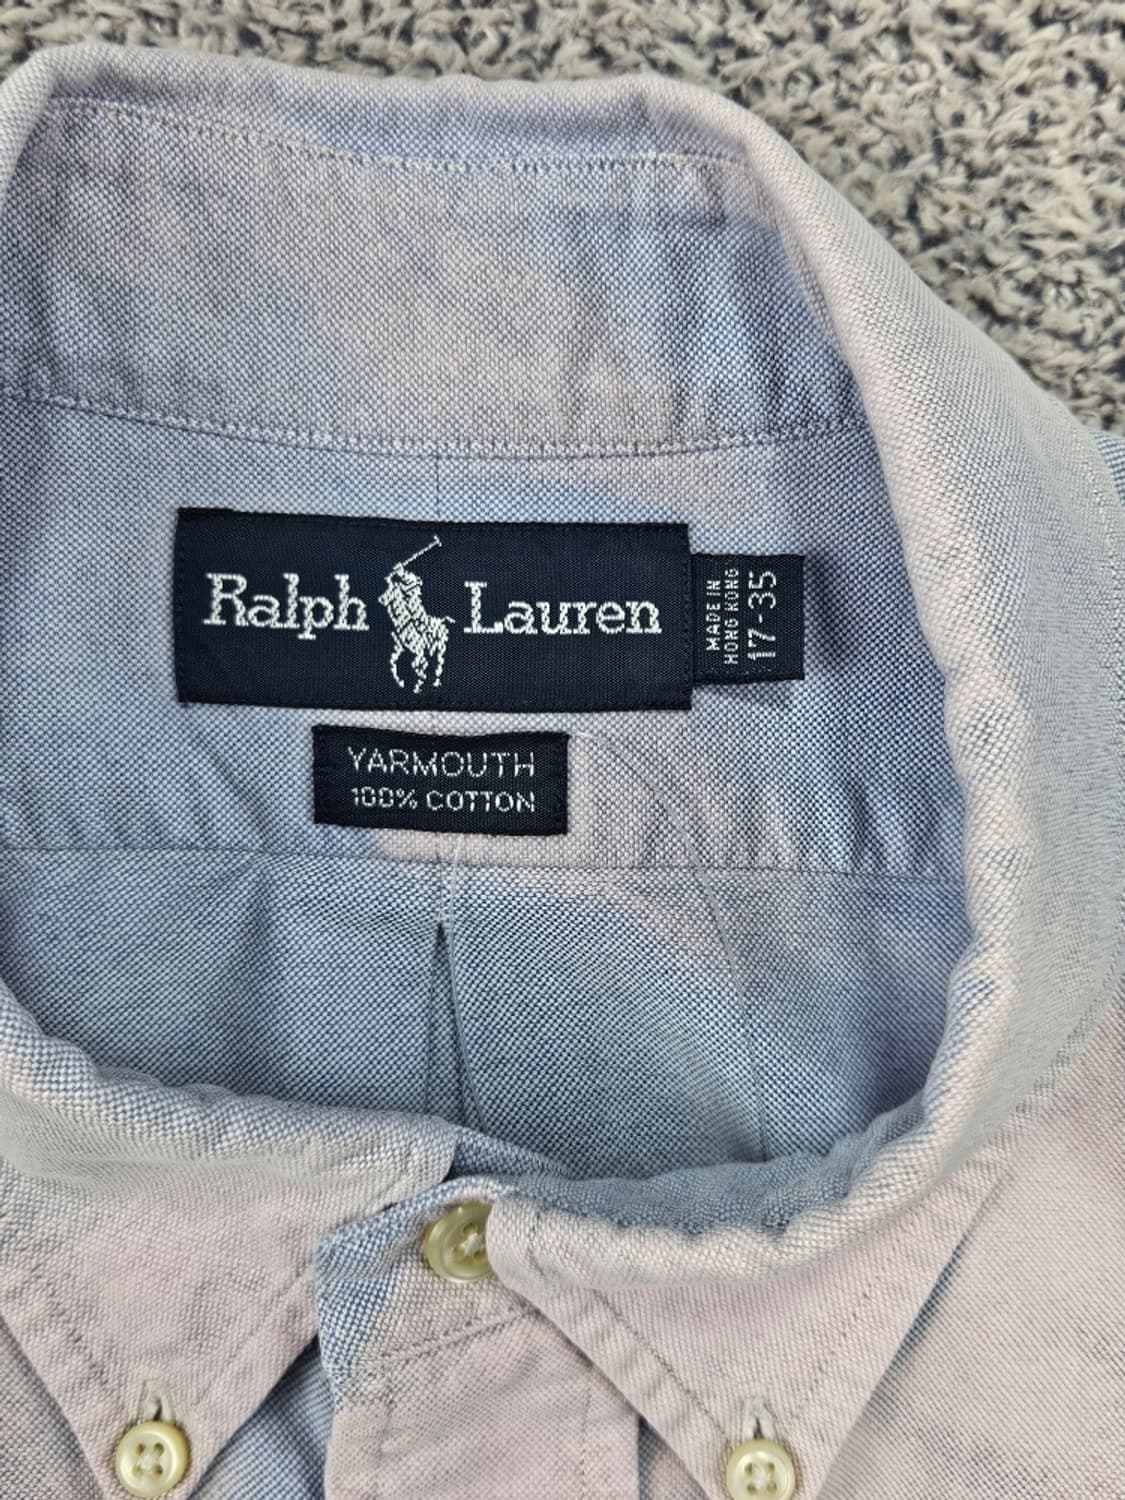 Ralph Lauren
MADE IN
HONG KONG
17-35
YARMOUTH
100% COTTON